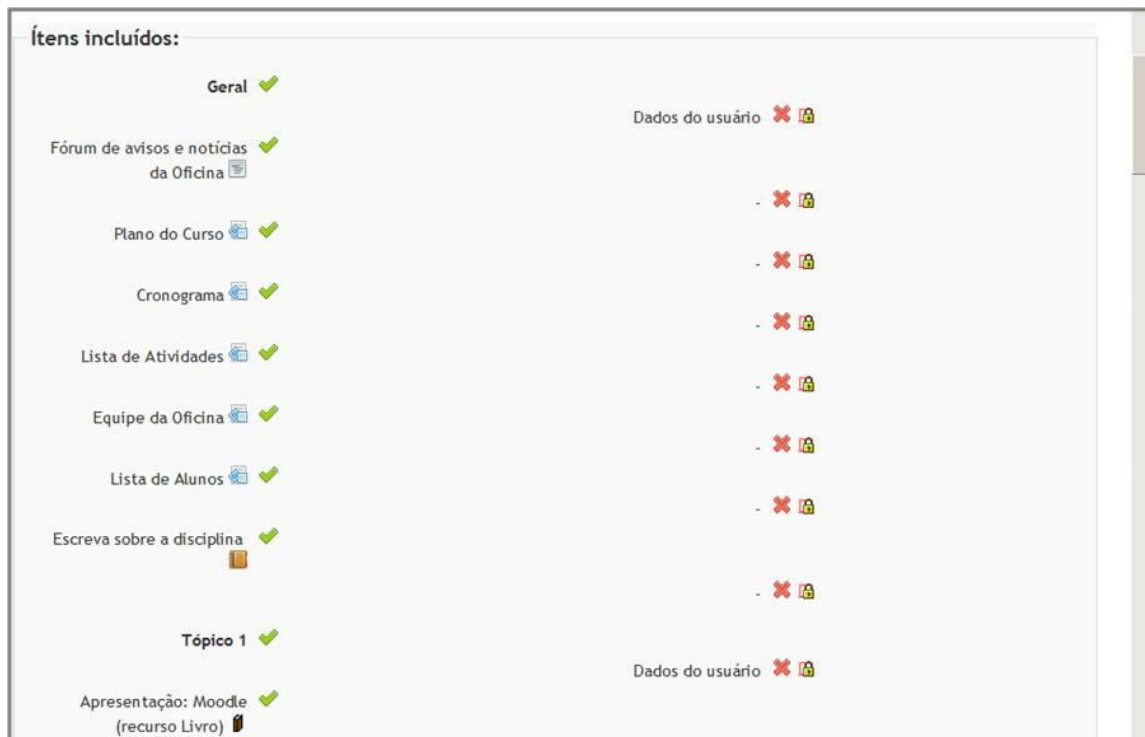 Ítens incluídos:
Geral
Dados do usuário
Fórum de avisos e notícias
da Oficina
-
Plano do Curso
-
Cronograma
-
Lista de Atividades
-
Equipe da Oficina
-
Lista de Alunos
-
Escreva sobre a disciplina
-
Tópico 1
Dados do usuário
Apresentação: Moodle
(recurso Livro)